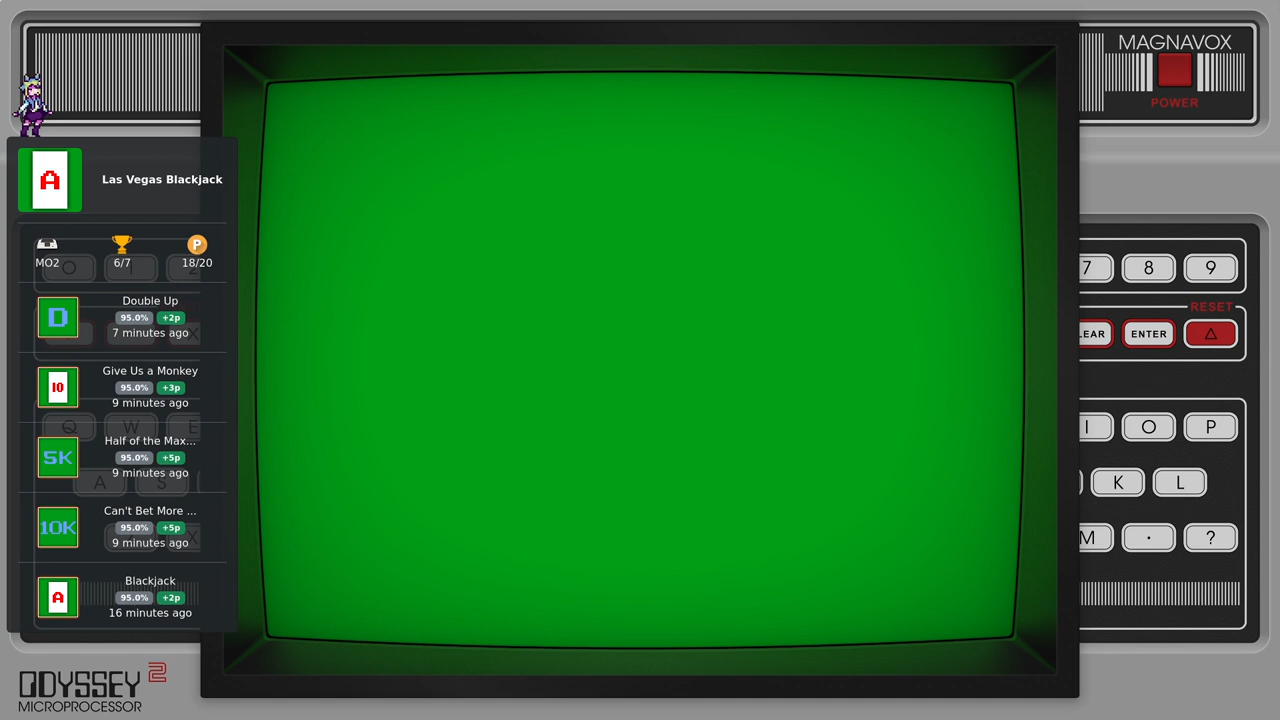 MAGNAVOX
POWER
A
Las Vegas Blackjack
MO2
6/7
P
18/20
D
Double Up
95.0% +2p
7 minutes ago
10
Give Us a Monkey
95.0% +3p
9 minutes ago
5K
Half of the Max...
95.0% +5p
9 minutes ago
10K
Can't Bet More ...
95.0% +5p
9 minutes ago
A
Blackjack
95.0% +2p
16 minutes ago
7 8 9
RESET
LEAR ENTER
Q W E
I O P
A S
K L
M . ?
ODYSSEY 2
MICROPROCESSOR